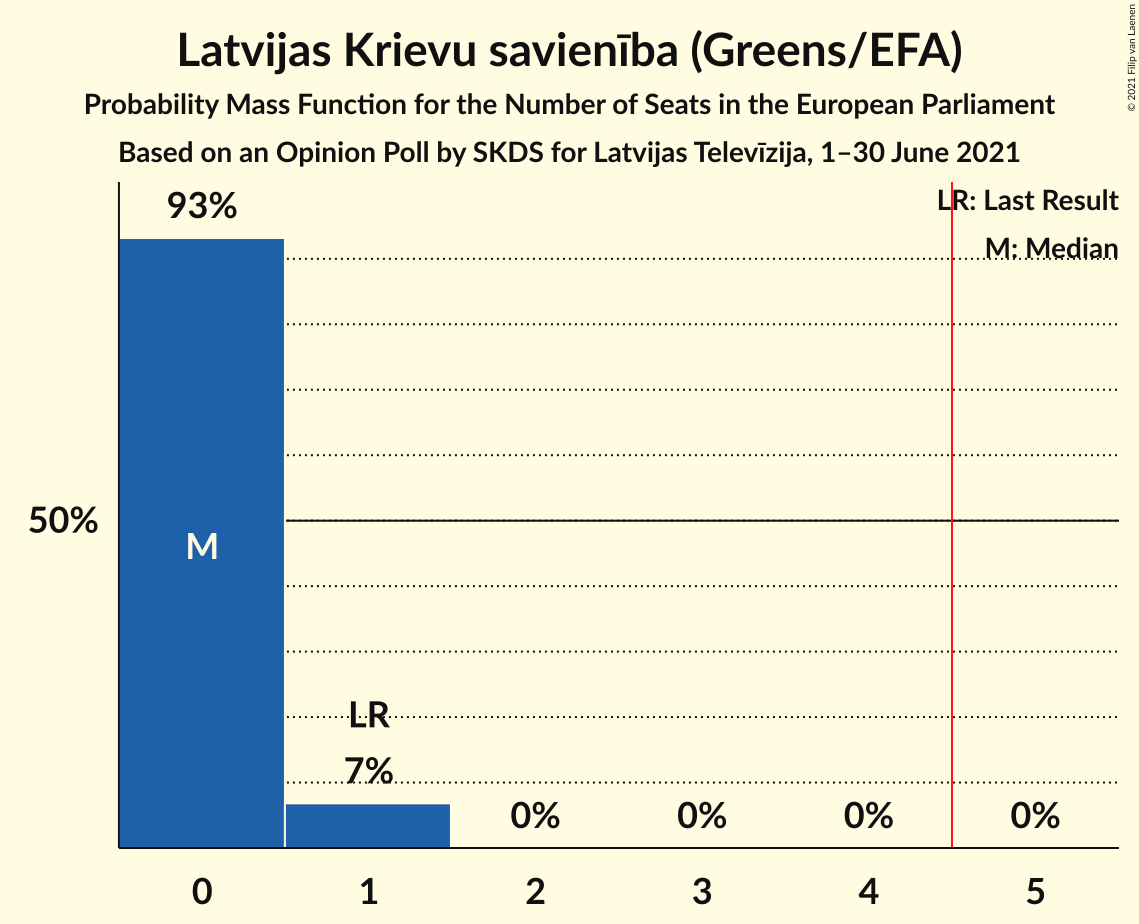 Latvijas Krievu savienība (Greens/EFA)
Probability Mass Function for the Number of Seats in the European Parliament
Based on an Opinion Poll by SKDS for Latvijas Televīzija, 1–30 June 2021
© 2021 Filip van Laenen
93%
LR: Last Result
M: Median
50%
M
LR
7%
0%
0%
0%
0%
0 1 2 3 4 5